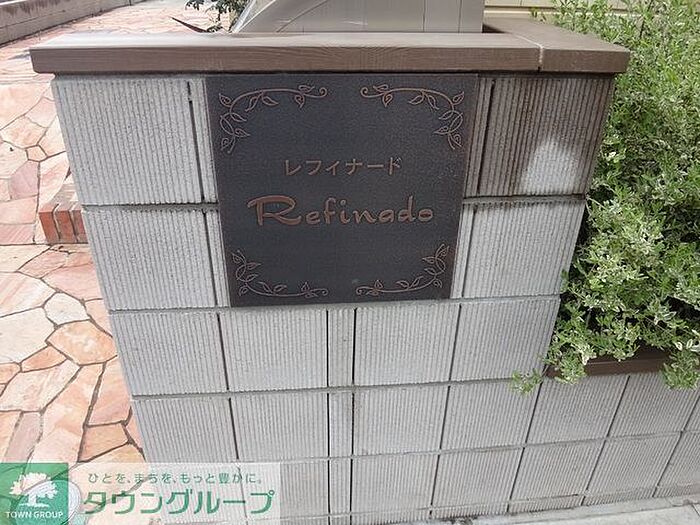 レフィナード
Refinado
ひとを、まちを、もっと豊かに
TOWN GROUP
タウングループ